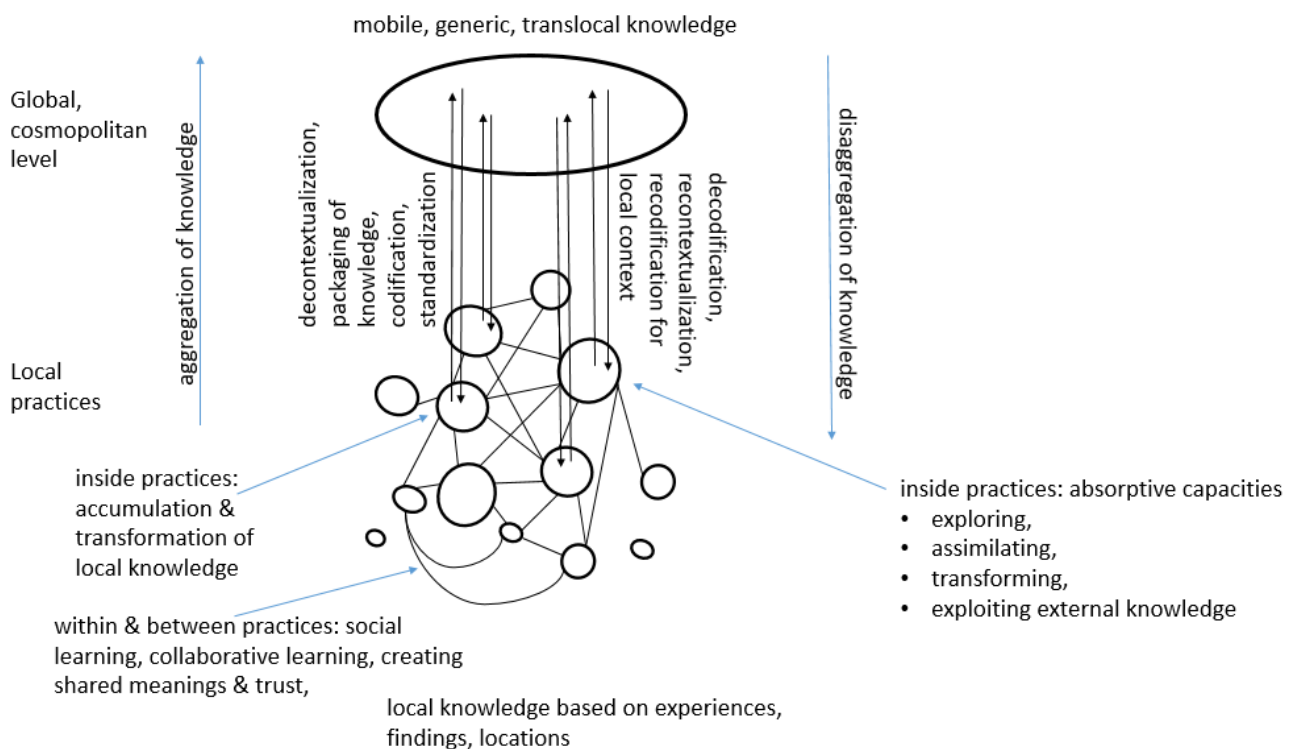 mobile, generic, translocal knowledge
Global,
cosmopolitan
level
aggregation of knowledge
decontextualization,
packaging of
knowledge,
codification,
standardization
decodification,
recontextualization,
recodification for
local context
disaggregation of knowledge
Local
practices
inside practices:
accumulation &
transformation of
local knowledge
inside practices: absorptive capacities
• exploring,
• assimilating,
• transforming,
• exploiting external knowledge
within & between practices: social
learning, collaborative learning, creating
shared meanings & trust,
local knowledge based on experiences,
findings, locations